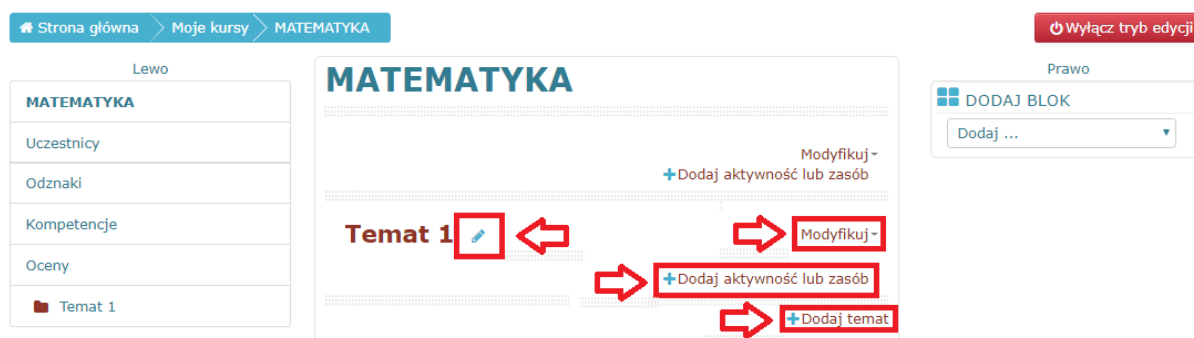 Strona główna Moje kursy MATEMATYKA
Wyłącz tryb edycji
Lewo
MATEMATYKA
Uczestnicy
Odznaki
Kompetencje
Oceny
Temat 1
MATEMATYKA
Modyfikuj
+Dodaj aktywność lub zasób
Temat 1
Modyfikuj
+Dodaj aktywność lub zasób
+Dodaj temat
Prawo
DODAJ BLOK
Dodaj ...